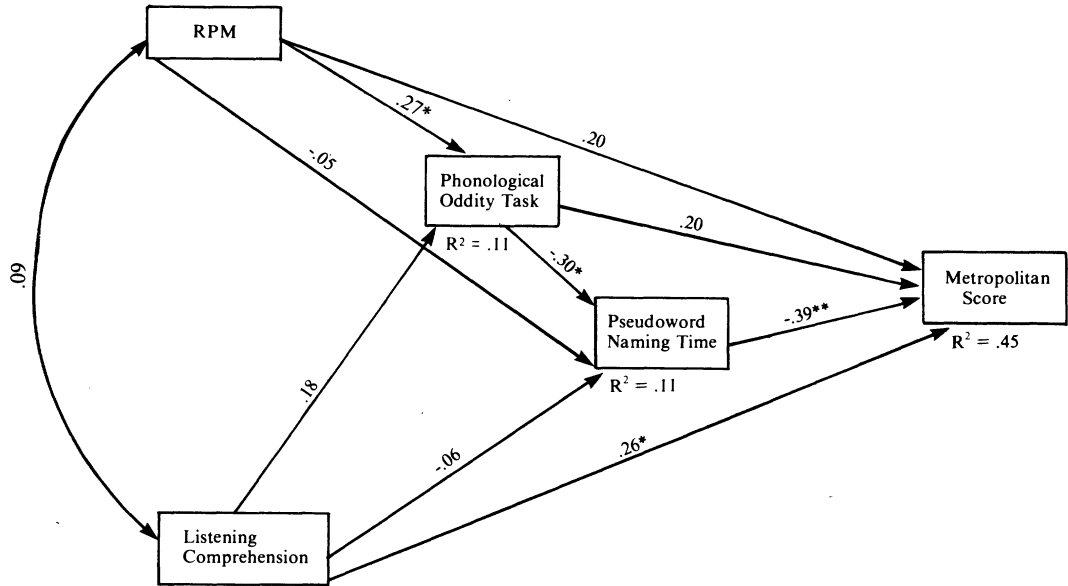 RPM
.27*
.20
-.05
Phonological
Oddity Task
R² = .11
.20
-.30*
.09
Metropolitan
Score
R² = .45
Pseudoword
Naming Time
R² = .11
-.39**
.18
-.06
.26*
Listening
Comprehension